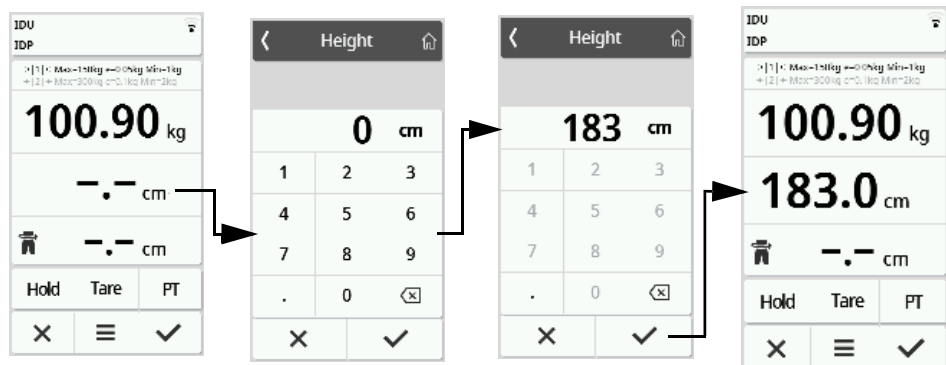 IDU
IDP
100.90 kg
-.- cm
-.- cm
Hold Tare PT
Height
0 cm
1 2 3
4 5 6
7 8 9
. 0
Height
183 cm
1 2 3
4 5 6
7 8 9
. 0
IDU
IDP
100.90 kg
183.0 cm
-.- cm
Hold Tare PT